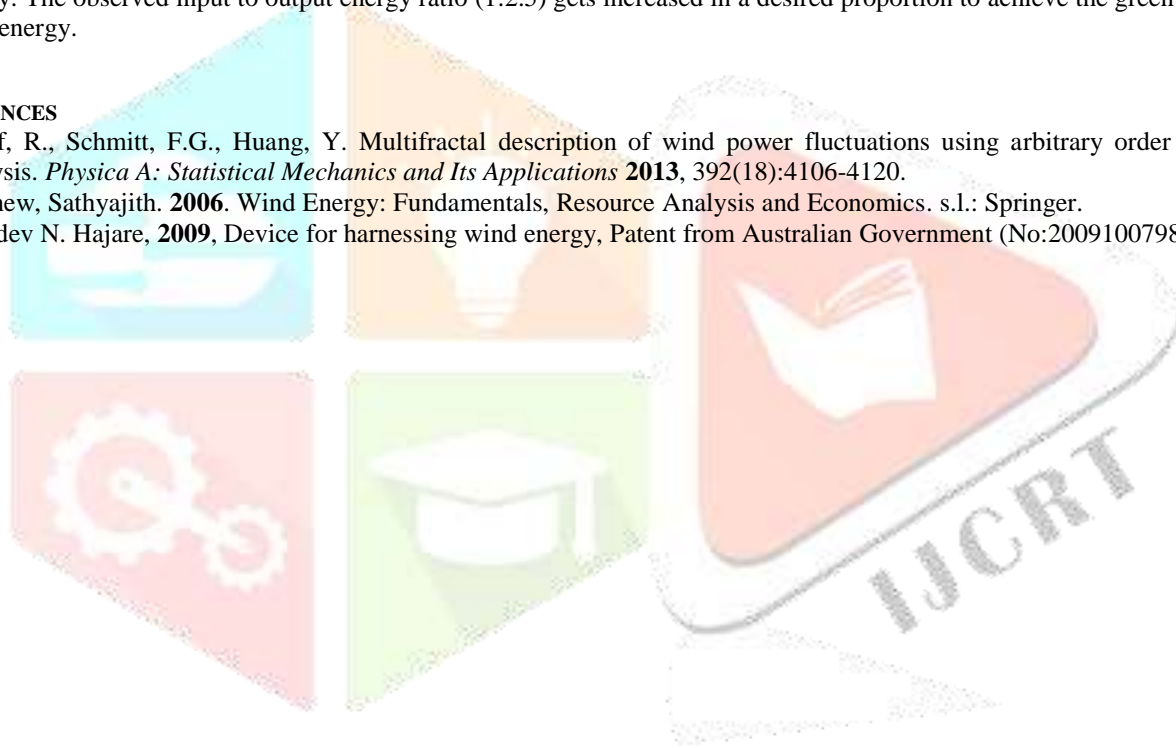 y. The observed input to output energy ratio (1:2.5) gets increased in a desired proportion to achieve the green
energy.
NCES
f, R., Schmitt, F.G., Huang, Y. Multifractal description of wind power fluctuations using arbitrary order
ysis. Physica A: Statistical Mechanics and Its Applications 2013, 392(18):4106-4120.
new, Sathyajith. 2006. Wind Energy: Fundamentals, Resource Analysis and Economics. s.l.: Springer.
dev N. Hajare, 2009, Device for harnessing wind energy, Patent from Australian Government (No:2009100798
IJCRT